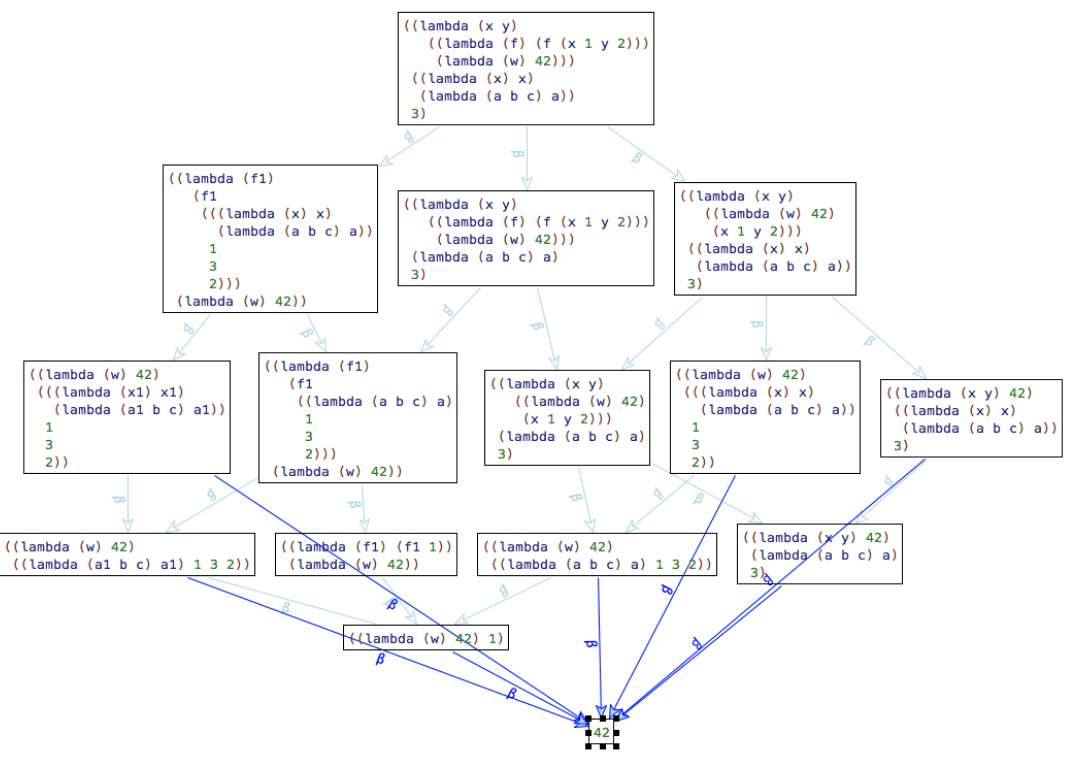 ((lambda (x y)
((lambda (f) (f (x 1 y 2)))
(lambda (w) 42)))
((lambda (x) x)
(lambda (a b c) a))
3)
β
β
β
((lambda (f1)
(f1
(((lambda (x) x)
(lambda (a b c) a))
1
3
2)))
(lambda (w) 42))
((lambda (x y)
((lambda (f) (f (x 1 y 2)))
(lambda (w) 42)))
(lambda (a b c) a)
3)
((lambda (x y)
((lambda (w) 42)
(x 1 y 2)))
((lambda (x) x)
(lambda (a b c) a))
3)
β
β
β
β
β
β
β
((lambda (w) 42)
(((lambda (x1) x1)
(lambda (a1 b c) a1))
1
3
2))
((lambda (f1)
(f1
((lambda (a b c) a)
1
3
2)))
(lambda (w) 42))
((lambda (x y)
((lambda (w) 42)
(x 1 y 2)))
(lambda (a b c) a)
3)
((lambda (w) 42)
(((lambda (x) x)
(lambda (a b c) a))
1
3
2))
((lambda (x y) 42)
((lambda (x) x)
(lambda (a b c) a))
3)
β
β
β
β
β
β
β
((lambda (w) 42)
((lambda (a1 b c) a1) 1 3 2))
((lambda (f1) (f1 1))
(lambda (w) 42))
((lambda (w) 42)
((lambda (a b c) a) 1 3 2))
((lambda (x y) 42)
(lambda (a b c) a)
3)
β
β
β
β
β
((lambda (w) 42) 1)
β
β
β
β
42